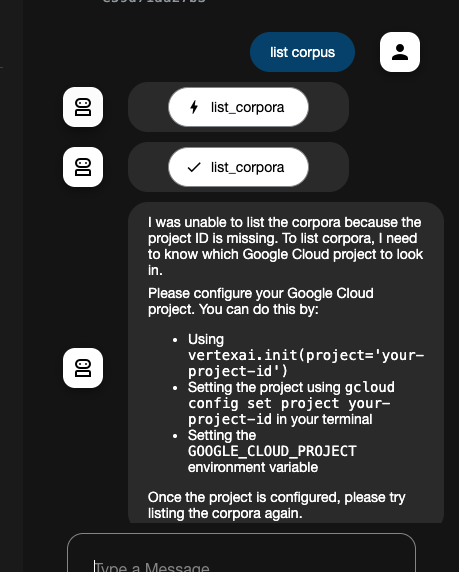 list corpus
list_corpora
list_corpora
I was unable to list the corpora because the
project ID is missing. To list corpora, I need
to know which Google Cloud project to look
in.
Please configure your Google Cloud
project. You can do this by:
• Using
vertexai.init(project='your-
project-id')
• Setting the project using gcloud
config set project your-
project-id in your terminal
• Setting the
GOOGLE_CLOUD_PROJECT
environment variable
Once the project is configured, please try
listing the corpora again.
Type a Message